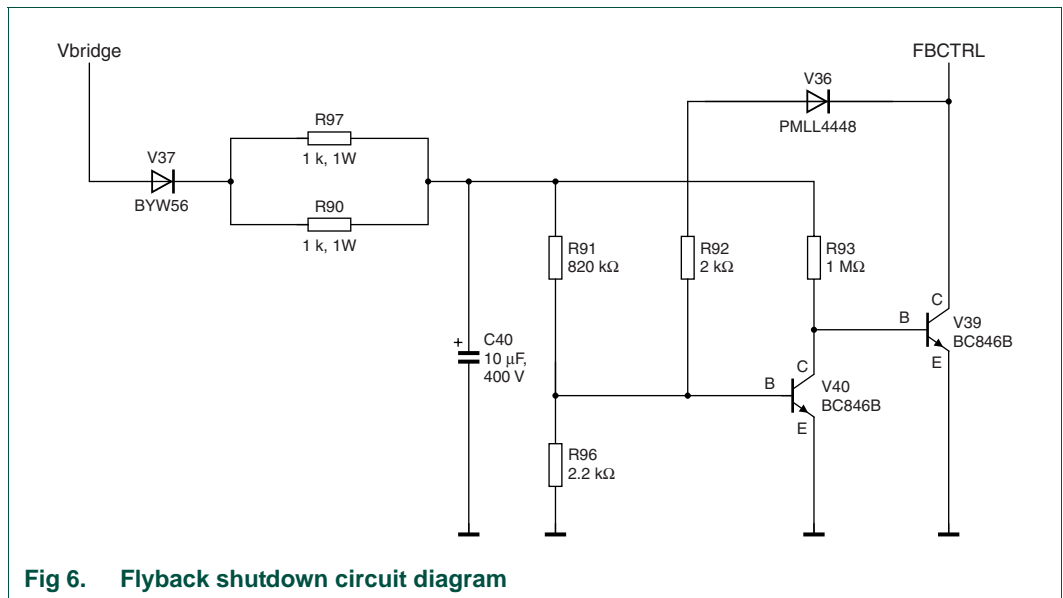 Vbridge
FBCTRL
V36
PMLL4448
R97
1 k, 1W
V37
BYW56
R90
1 k, 1W
R91
820 kΩ
R92
2 kΩ
R93
1 MΩ
C
B
V39
BC846B
E
+
C40
10 μF,
400 V
C
B
V40
BC846B
E
R96
2.2 kΩ
Fig 6. Flyback shutdown circuit diagram